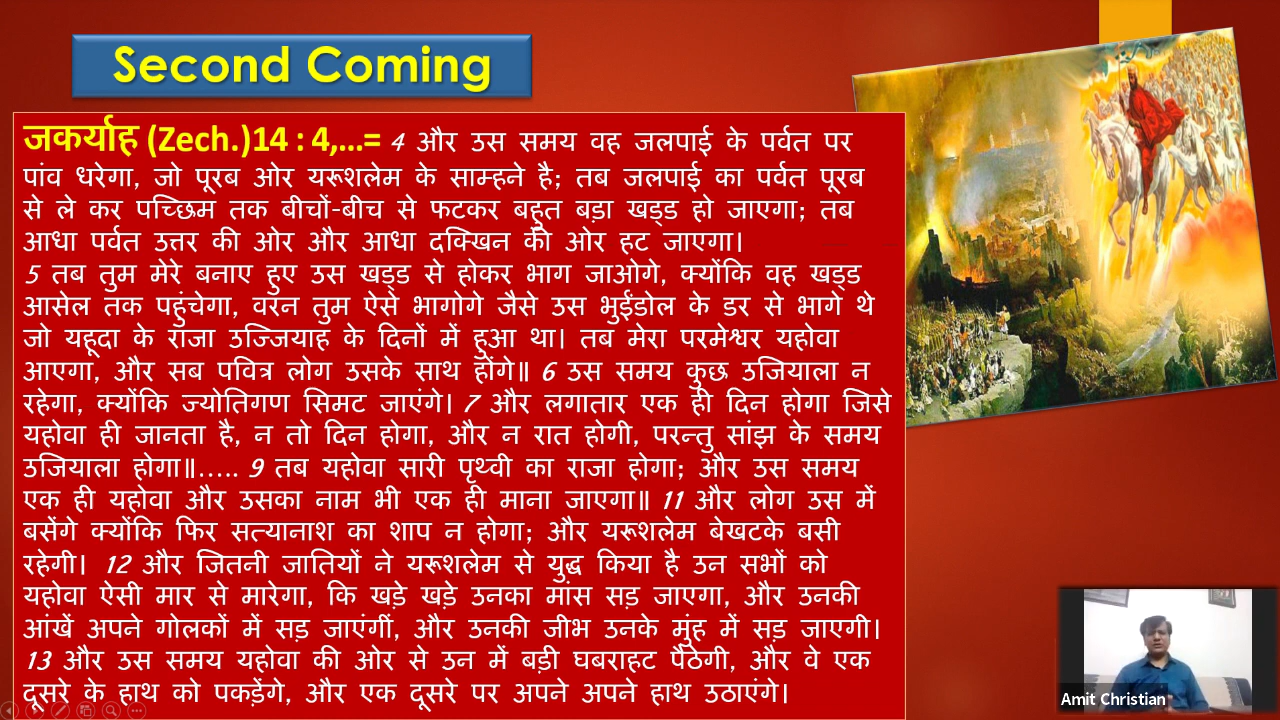 Second Coming
जकर्याह (Zech.)14 : 4,...= 4 और उस समय वह जलपाई के पर्वत पर
पांव धरेगा, जो पूरब ओर यरूशलेम के साम्हने है; तब जलपाई का पर्वत पूरब
से ले कर पच्छिम तक बीचों-बीच से फटकर बहुत बड़ा खड्ड हो जाएगा; तब
आधा पर्वत उत्तर की ओर और आधा दक्खिन की ओर हट जाएगा।
5 तब तुम मेरे बनाए हुए उस खड्ड से होकर भाग जाओगे, क्योंकि वह खड्ड
आसेल तक पहुंचेगा, वरन तुम ऐसे भागोगे जैसे उस भुईंडोल के डर से भागे थे
जो यहूदा के राजा उज्जियाह के दिनों में हुआ था। तब मेरा परमेश्वर यहोवा
आएगा, और सब पवित्र लोग उसके साथ होंगे॥ 6 उस समय कुछ उजियाला न
रहेगा, क्योंकि ज्योतिगण सिमट जाएंगे। 7 और लगातार एक ही दिन होगा जिसे
यहोवा ही जानता है, न तो दिन होगा, और न रात होगी, परन्तु सांझ के समय
उजियाला होगा॥..... 9 तब यहोवा सारी पृथ्वी का राजा होगा; और उस समय
एक ही यहोवा और उसका नाम भी एक ही माना जाएगा॥ 11 और लोग उस में
बसेंगे क्योंकि फिर सत्यानाश का शाप न होगा; और यरूशलेम बेखटके बसी
रहेगी। 12 और जितनी जातियों ने यरूशलेम से युद्ध किया है उन सभों को
यहोवा ऐसी मार से मारेगा, कि खड़े खड़े उनका मांस सड़ जाएगा, और उनकी
आंखें अपने गोलकों में सड़ जाएंगीं, और उनकी जीभ उनके मुंह में सड़ जाएगी।
13 और उस समय यहोवा की ओर से उन में बड़ी घबराहट पैठेगी, और वे एक
दूसरे के हाथ को पकड़ेंगे, और एक दूसरे पर अपने अपने हाथ उठाएंगे।
Amit Christian